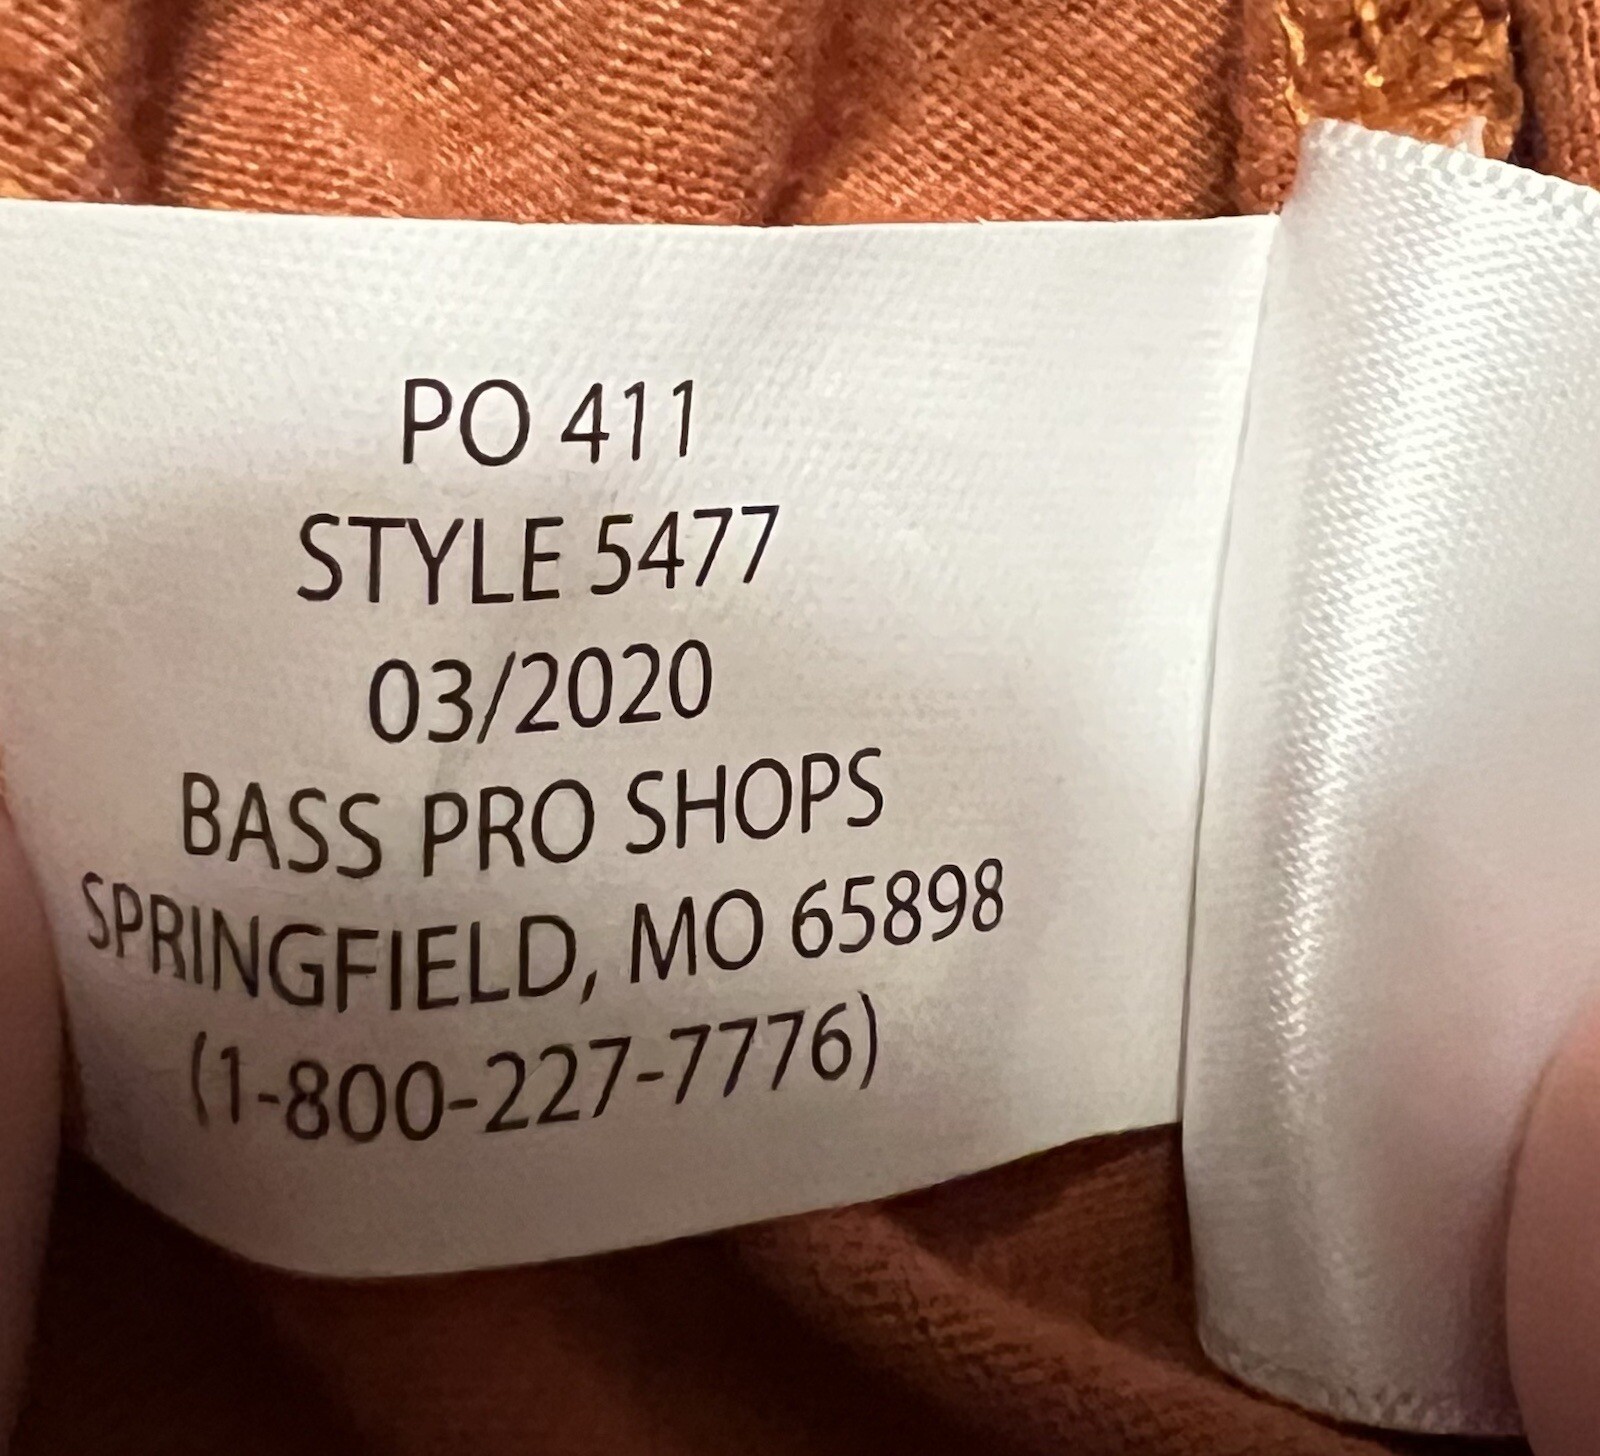 PO 411
STYLE 5477
03/2020
BASS PRO SHOPS
SPRINGFIELD, MO 65898
(1-800-227-7776)